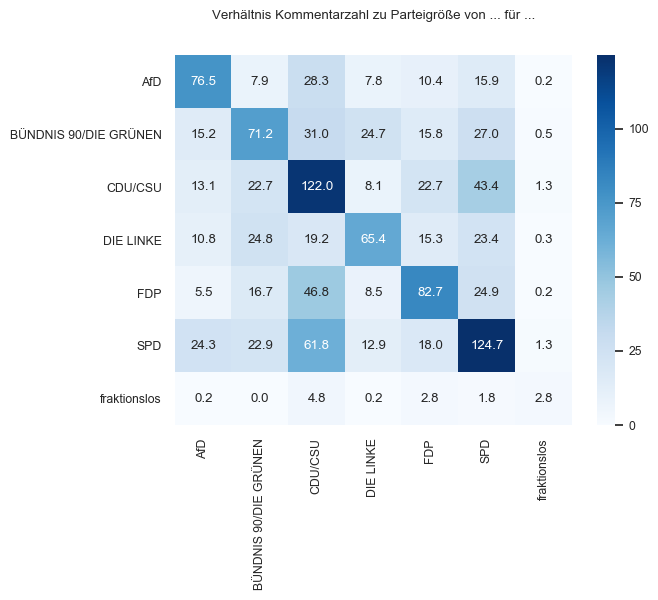 Verhältnis Kommentarzahl zu Parteigröße von ... für ...
AfD 76.5 7.9 28.3 7.8 10.4 15.9 0.2
BÜNDNIS 90/DIE GRÜNEN 15.2 71.2 31.0 24.7 15.8 27.0 0.5
CDU/CSU 13.1 22.7 122.0 8.1 22.7 43.4 1.3
DIE LINKE 10.8 24.8 19.2 65.4 15.3 23.4 0.3
FDP 5.5 16.7 46.8 8.5 82.7 24.9 0.2
SPD 24.3 22.9 61.8 12.9 18.0 124.7 1.3
fraktionslos 0.2 0.0 4.8 0.2 2.8 1.8 2.8
AfD
BÜNDNIS 90/DIE GRÜNEN
CDU/CSU
DIE LINKE
FDP
SPD
fraktionslos
100
75
50
25
0